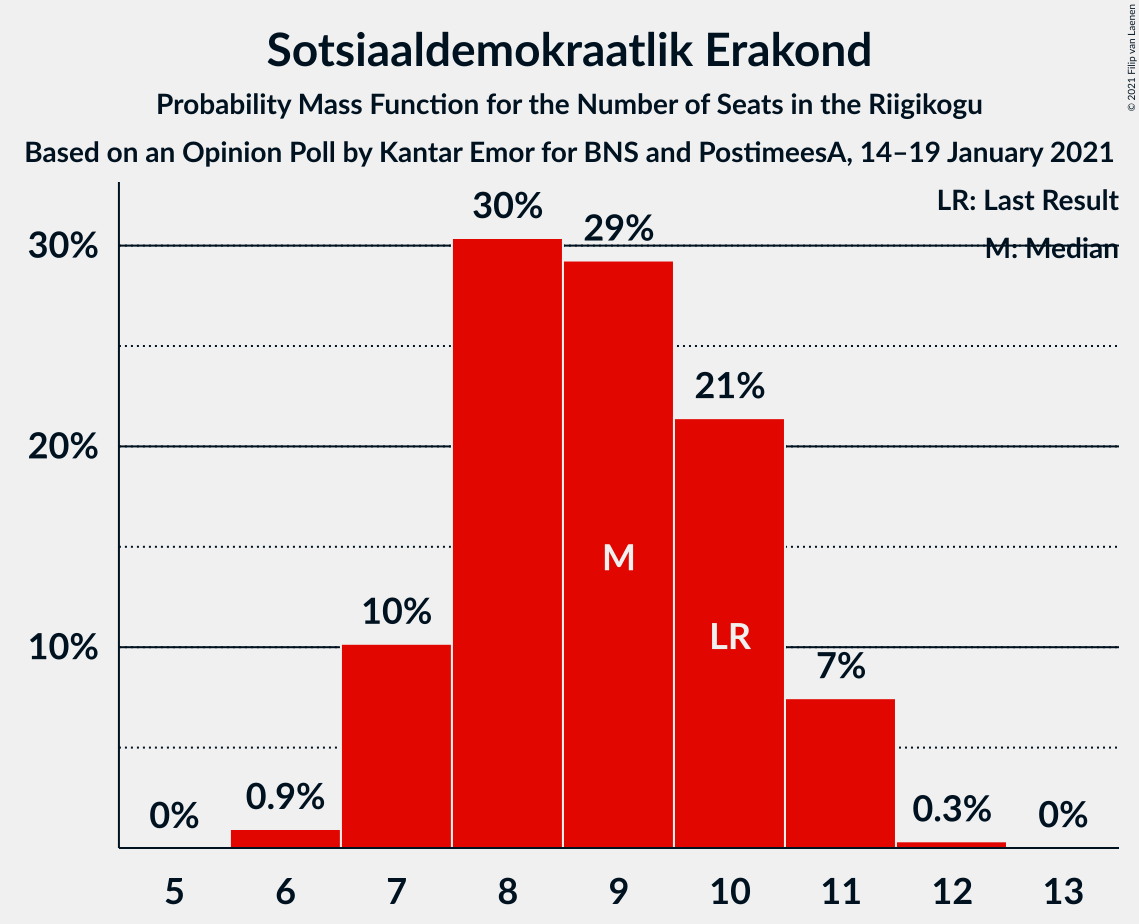 Sotsiaaldemokraatlik Erakond
Probability Mass Function for the Number of Seats in the Riigikogu
Based on an Opinion Poll by Kantar Emor for BNS and PostimeesA, 14–19 January 2021
© 2021 Filip van Laenen
LR: Last Result
M: Median
30%
20%
10%
0%
0.9%
10%
30%
29%
21%
7%
0.3%
0%
M
LR
5 6 7 8 9 10 11 12 13